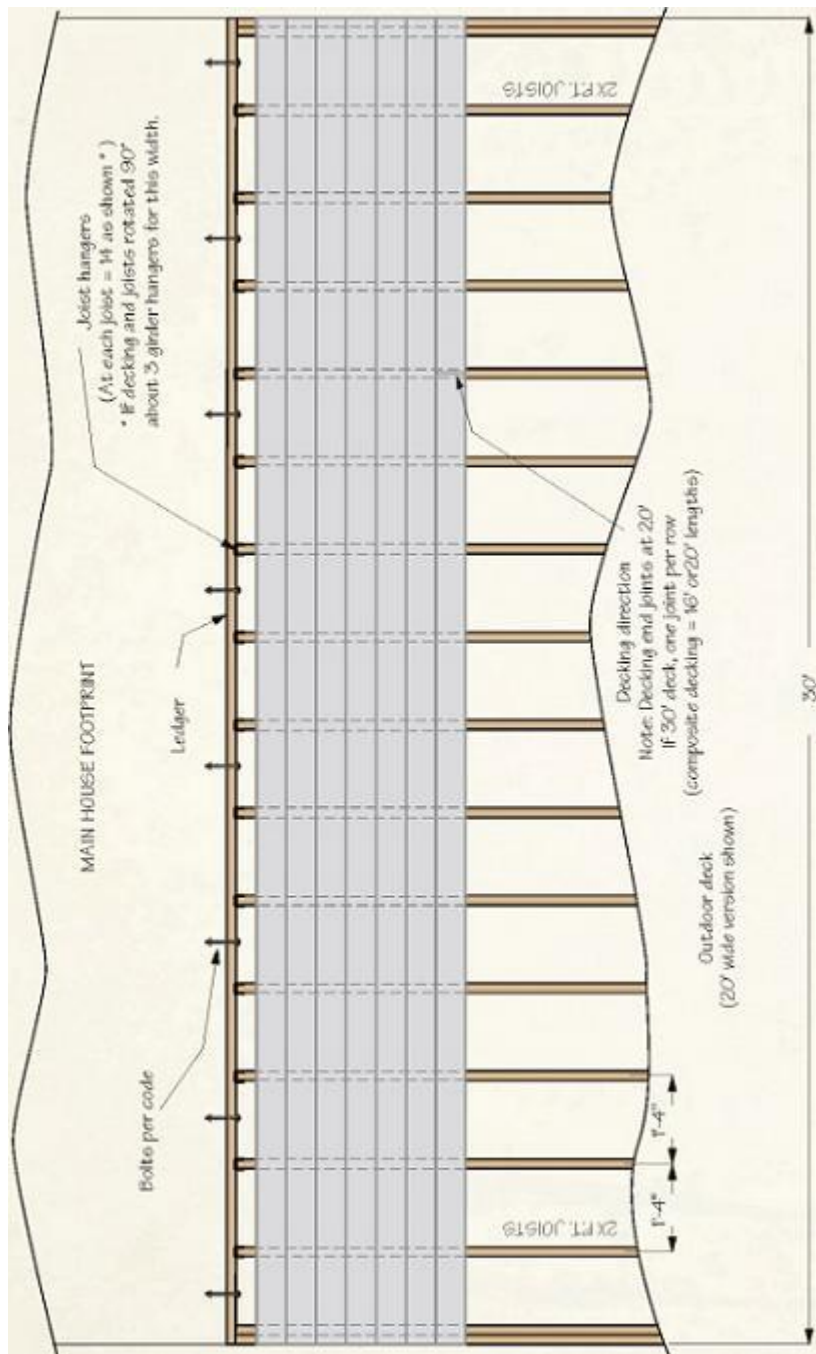 2X P.T. JOISTS
Joist hangers
(At each joist = 14 as shown * )
* If decking and joists rotated 90°
about 3 girder hangers for this width.
MAIN HOUSE FOOTPRINT
Ledger
Decking direction
Note: Decking end joints at 20'
If 30' deck, one joint per row
(composite decking = 16' or 20' lengths)
30'
Outdoor deck
(20' wide version shown)
Bolts per code
1'-4"
1'-4"
2X P.T. JOISTS